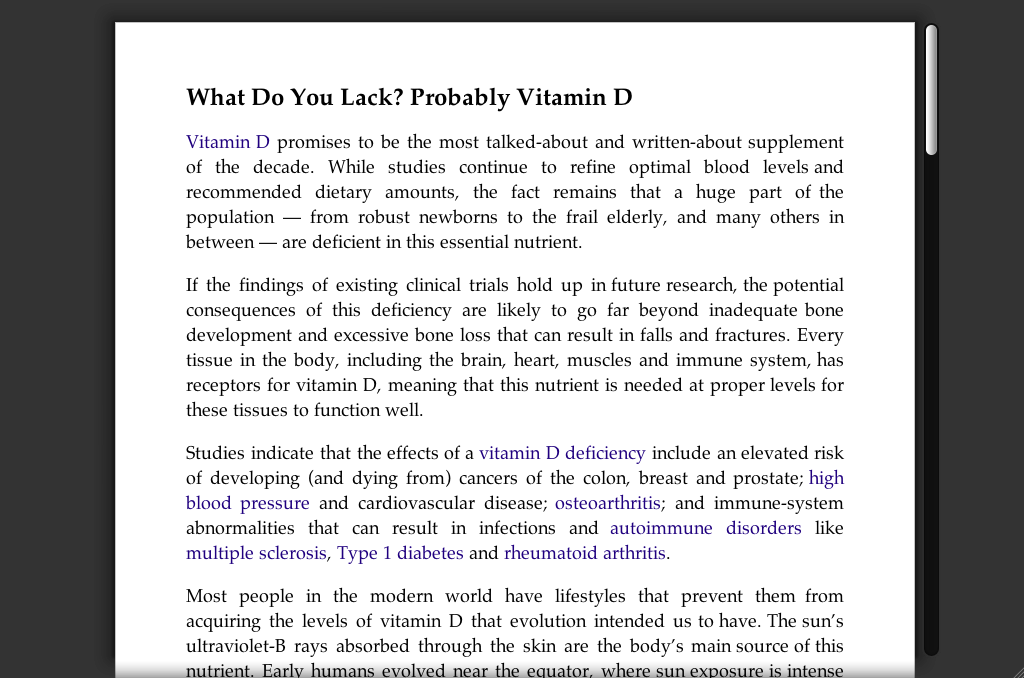 What Do You Lack? Probably Vitamin D
Vitamin D promises to be the most talked-about and written-about supplement
of the decade. While studies continue to refine optimal blood levels and
recommended dietary amounts, the fact remains that a huge part of the
population — from robust newborns to the frail elderly, and many others in
between — are deficient in this essential nutrient.
If the findings of existing clinical trials hold up in future research, the potential
consequences of this deficiency are likely to go far beyond inadequate bone
development and excessive bone loss that can result in falls and fractures. Every
tissue in the body, including the brain, heart, muscles and immune system, has
receptors for vitamin D, meaning that this nutrient is needed at proper levels for
these tissues to function well.
Studies indicate that the effects of a vitamin D deficiency include an elevated risk
of developing (and dying from) cancers of the colon, breast and prostate; high
blood pressure and cardiovascular disease; osteoarthritis; and immune-system
abnormalities that can result in infections and autoimmune disorders like
multiple sclerosis, Type 1 diabetes and rheumatoid arthritis.
Most people in the modern world have lifestyles that prevent them from
acquiring the levels of vitamin D that evolution intended us to have. The sun’s
ultraviolet-B rays absorbed through the skin are the body’s main source of this
nutrient. Early humans evolved near the equator, where sun exposure is intense